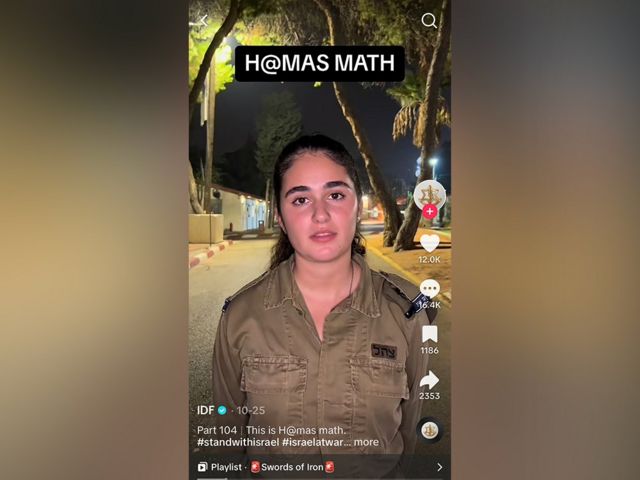 H@MAS MATH
צה"ל
12.0K
16.4K
1186
2353
IDF · 10-25
Part 104 | This is H@mas math.
#standwithisrael #israelatwar... more
Playlist · 🚨Swords of Iron🚨